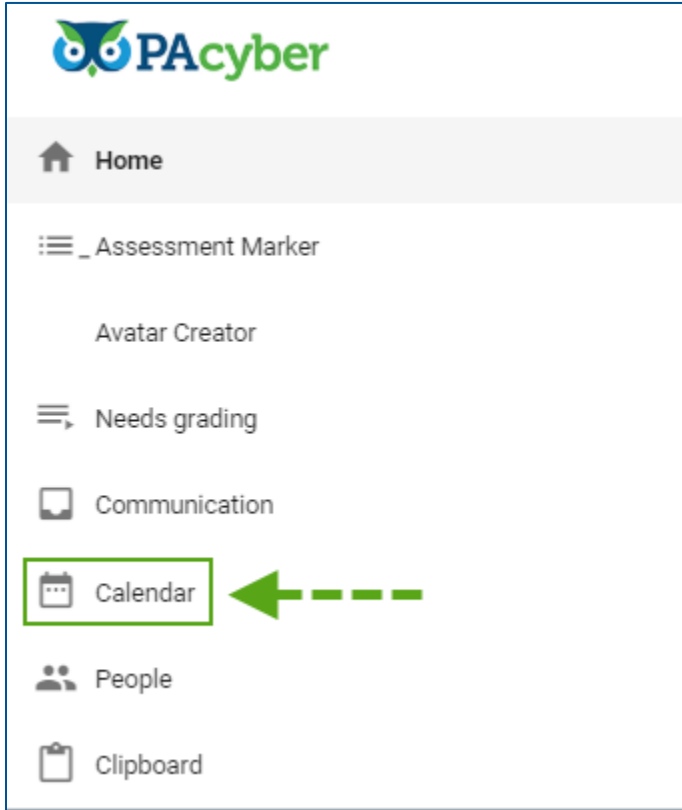 PAcyber
Home
_ Assessment Marker
Avatar Creator
Needs grading
Communication
Calendar
People
Clipboard